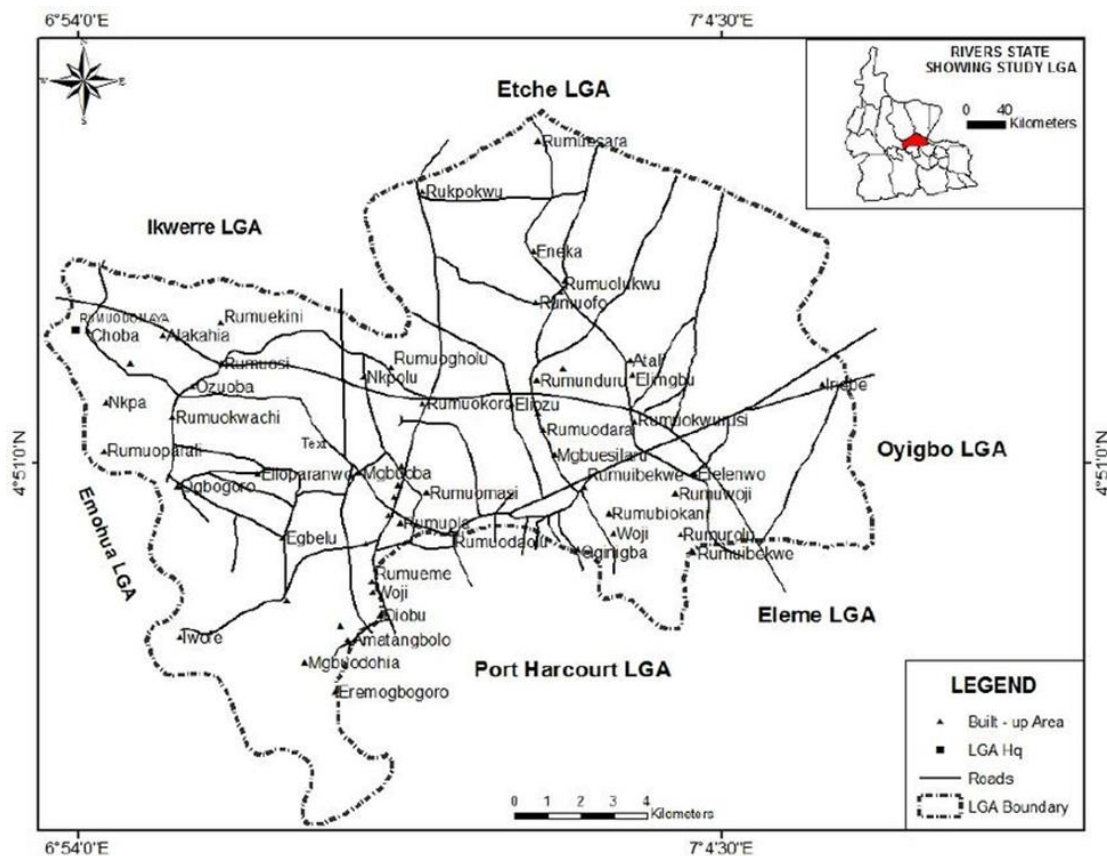 6°54'0"E
7°4'30"E
N
W
E
S
RIVERS STATE
SHOWING STUDY LGA
0 40
Kilometers
Etche LGA
Rukpokwu
Ikwerre LGA
Eneka
Rumuolukwu
Rumuofo
RUMUODOMAYA
Choba
Alakahia
Rumuekini
Rumuosi
Rumuogholu
Nkpolu
Atali
Elimgbu
Rumunduru
Iriebe
Ozuoba
Nkpa
Rumuokwachi
Rumuokoro
Eliozu
Rumuokwurusi
Rumuodara
Text
Rumuoparali
Mgbuesilaru
Oyigbo LGA
4°51'0"N
4°51'0"N
Ogbogoro
Elioparanwo
Mgbuoba
Rumuibekwe
Elelenwo
Rumuomasi
Rumuwoji
Rumubiokani
Emohua LGA
Egbelu
Rumuola
Rumuodaolu
Woji
Rumurolu
Oginigba
Rumuibekwe
Rumueme
Woji
Diobu
Eleme LGA
Iwofe
Amatangbolo
Mgbuodohia
Port Harcourt LGA
Eremogbogoro
LEGEND
Built - up Area
LGA Hq
Roads
LGA Boundary
0 1 2 3 4
Kilometers
6°54'0"E
7°4'30"E